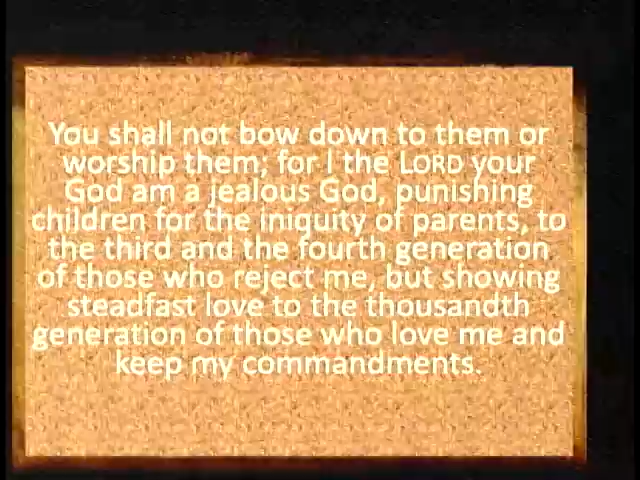 You shall not bow down to them or
worship them; for I the LORD your
God am a jealous God, punishing
children for the iniquity of parents, to
the third and the fourth generation
of those who reject me, but showing
steadfast love to the thousandth
generation of those who love me and
keep my commandments.